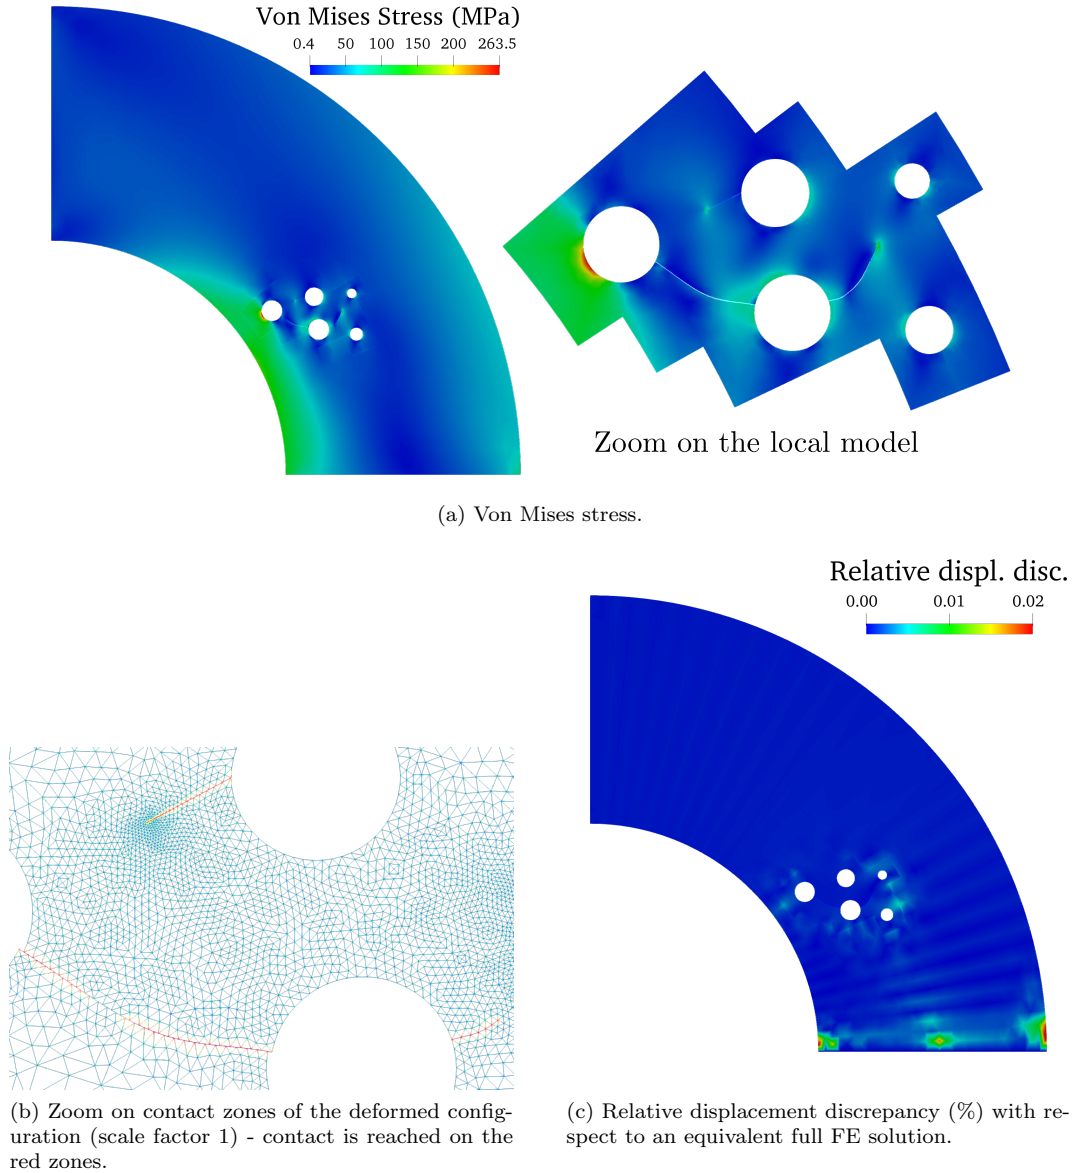 Von Mises Stress (MPa)
0.4 50 100 150 200 263.5
Zoom on the local model
(a) Von Mises stress.
Relative displ. disc.
0.00 0.01 0.02
(b) Zoom on contact zones of the deformed config-
uration (scale factor 1) - contact is reached on the
red zones.
(c) Relative displacement discrepancy (%) with re-
spect to an equivalent full FE solution.